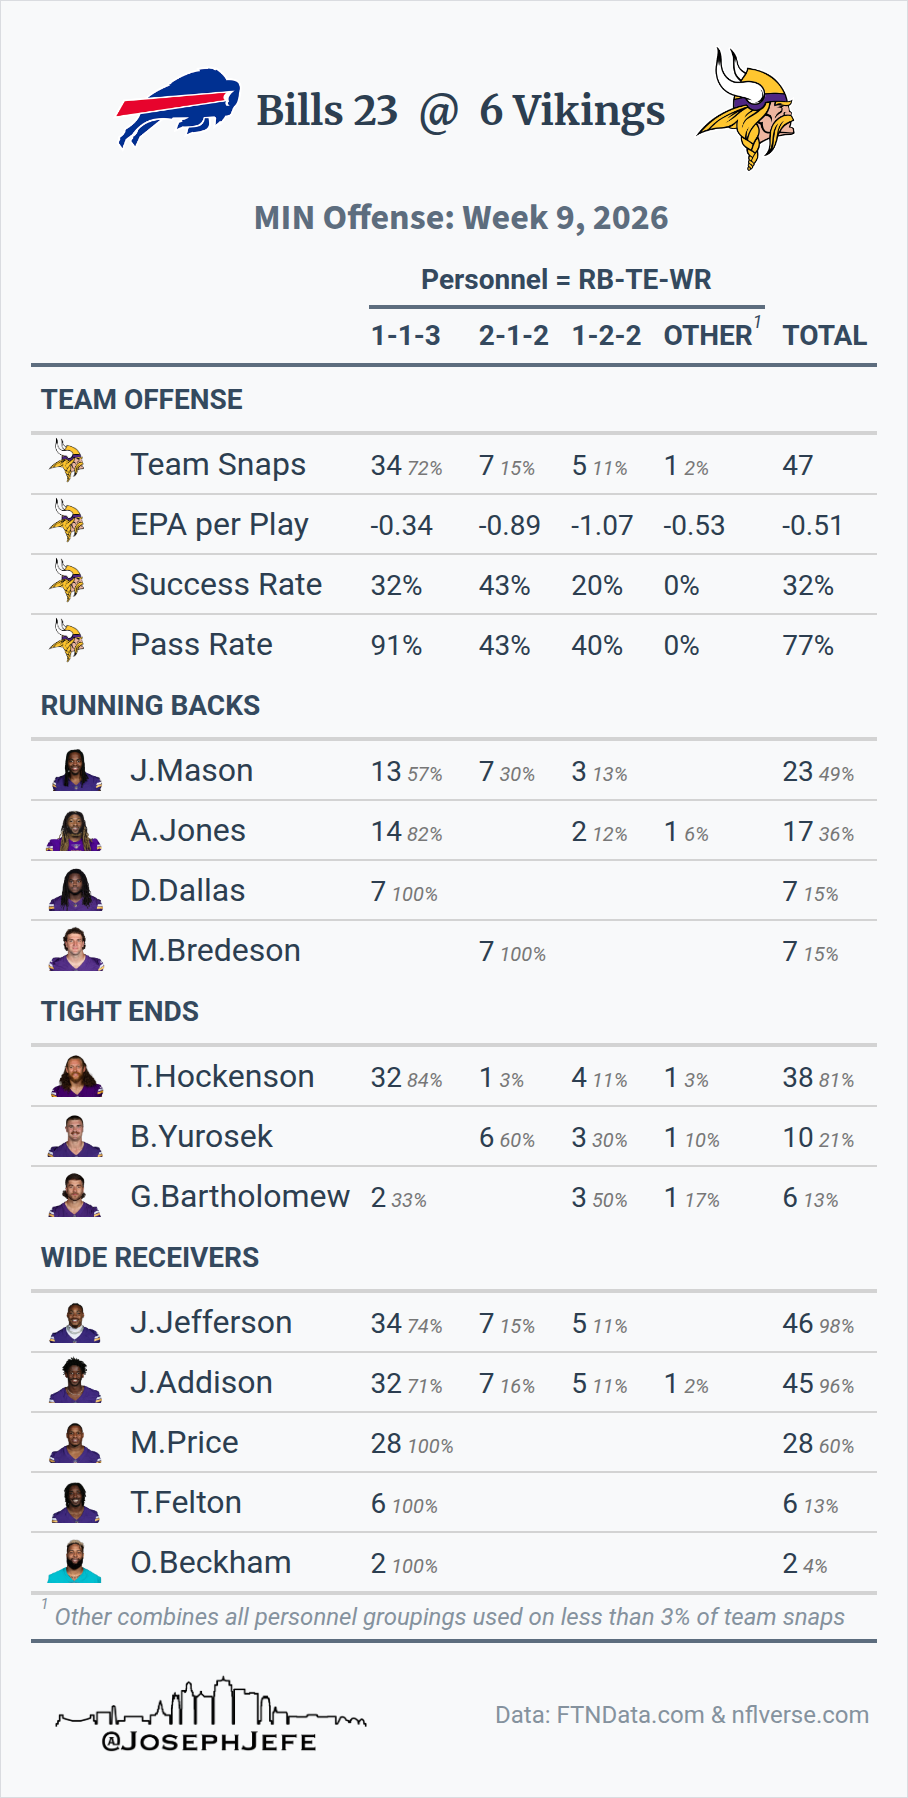 Bills 23 @ 6 Vikings
MIN Offense: Week 9, 2026
Personnel = RB-TE-WR
1-1-3 2-1-2 1-2-2 OTHER1 TOTAL
TEAM OFFENSE
Team Snaps 34 72% 7 15% 5 11% 1 2% 47
EPA per Play -0.34 -0.89 -1.07 -0.53 -0.51
Success Rate 32% 43% 20% 0% 32%
Pass Rate 91% 43% 40% 0% 77%
RUNNING BACKS
J.Mason 13 57% 7 30% 3 13% 23 49%
A.Jones 14 82% 2 12% 1 6% 17 36%
D.Dallas 7 100% 7 15%
M.Bredeson 7 100% 7 15%
TIGHT ENDS
T.Hockenson 32 84% 1 3% 4 11% 1 3% 38 81%
B.Yurosek 6 60% 3 30% 1 10% 10 21%
G.Bartholomew 2 33% 3 50% 1 17% 6 13%
WIDE RECEIVERS
J.Jefferson 34 74% 7 15% 5 11% 46 98%
J.Addison 32 71% 7 16% 5 11% 1 2% 45 96%
M.Price 28 100% 28 60%
T.Felton 6 100% 6 13%
O.Beckham 2 100% 2 4%
1 Other combines all personnel groupings used on less than 3% of team snaps
@JOSEPHJEFE
Data: FTNData.com & nflverse.com